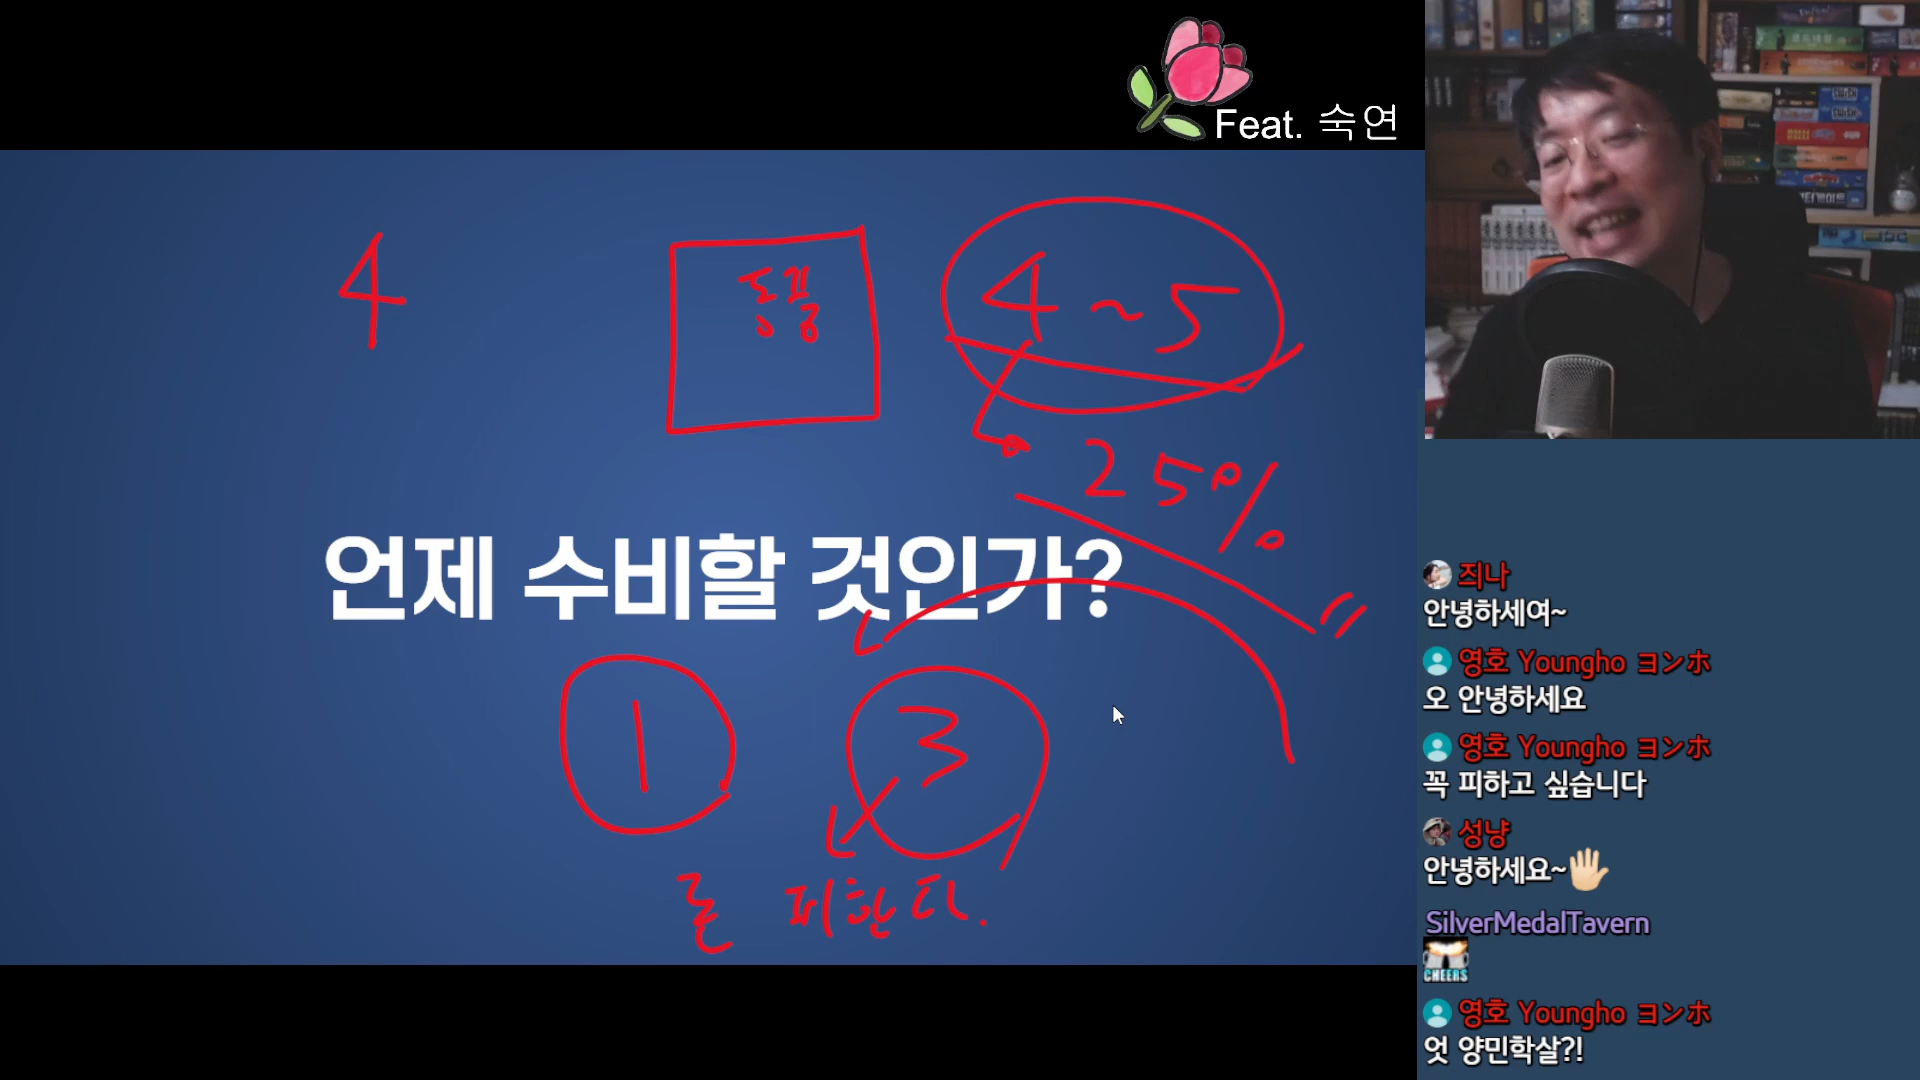 Feat. 숙연
4
동풍
4~5
25%
언제 수비할 것인가?
1
3
론 피한다.
즤나
안녕하세여~
영호 Youngho ヨンホ
오 안녕하세요
영호 Youngho ヨンホ
꼭 피하고 싶습니다
성냥
안녕하세요~
SilverMedalTavern
CHEERS
영호 Youngho ヨンホ
엇 양민학살?!